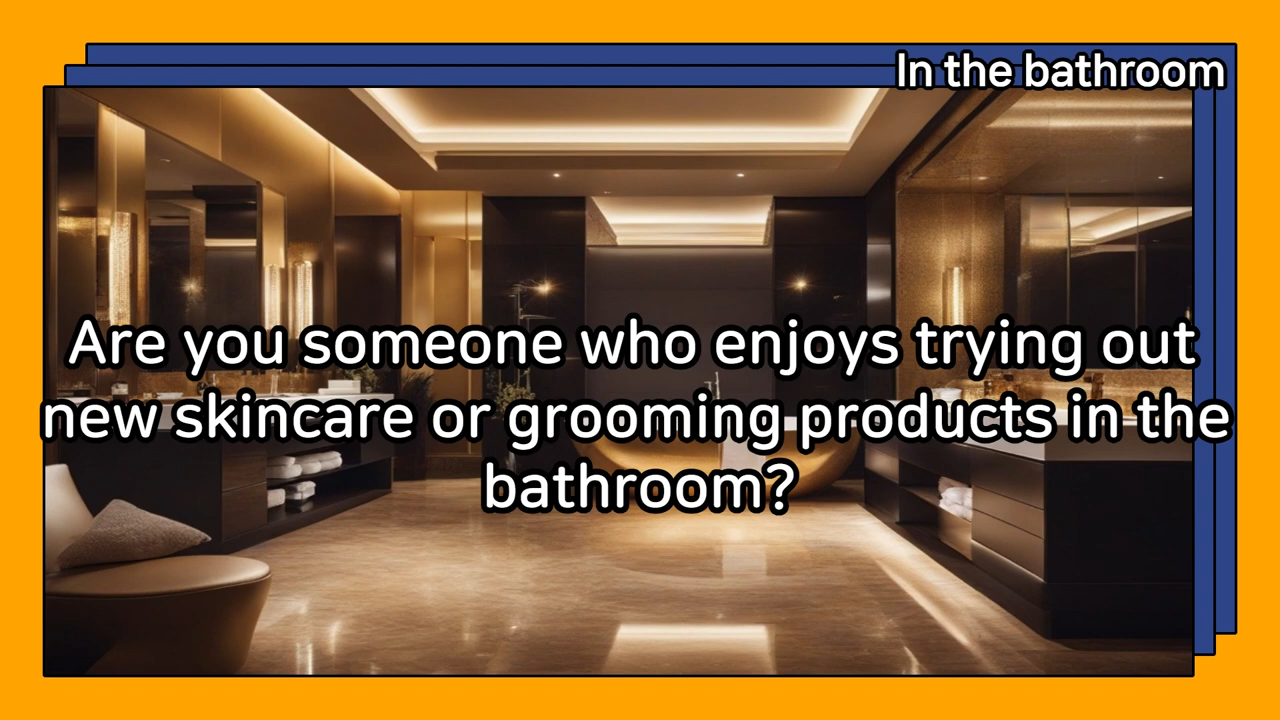 In the bathroom
Are you someone who enjoys trying out
new skincare or grooming products in the
bathroom?